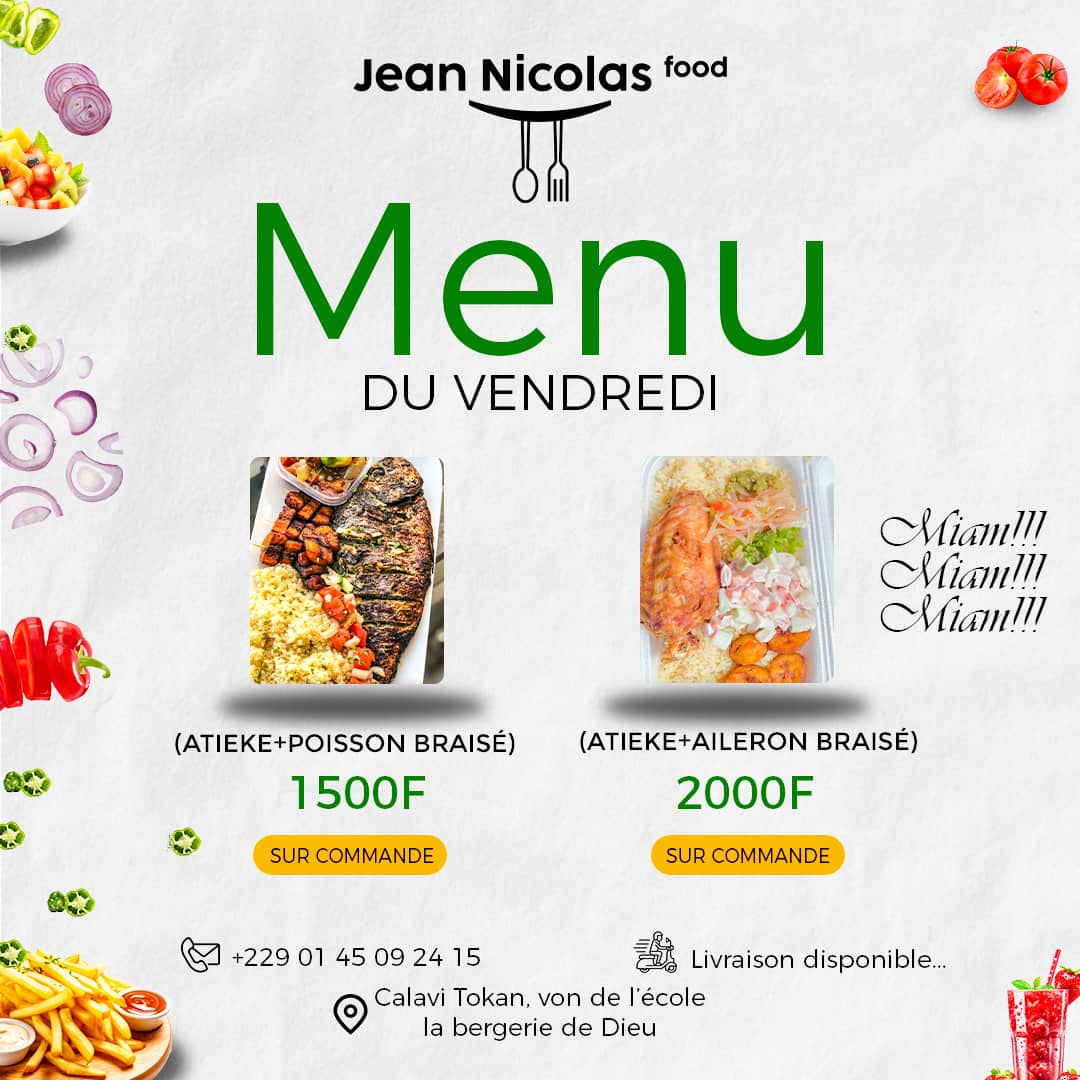 Jean Nicolas food
Menu
DU VENDREDI
Miam!!!
Miam!!!
Miam!!!
(ATIEKE+POISSON BRAISÉ)
1500F
SUR COMMANDE
(ATIEKE+AILERON BRAISÉ)
2000F
SUR COMMANDE
+229 01 45 09 24 15
Livraison disponible...
Calavi Tokan, von de l'école
la bergerie de Dieu